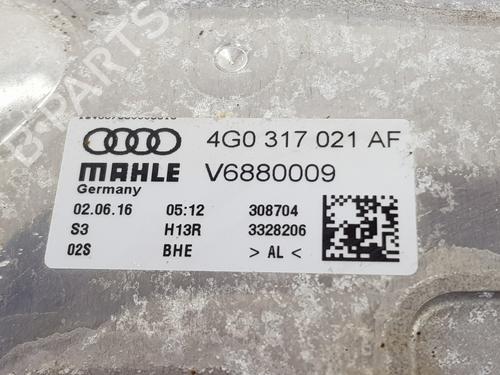 B-PARTS
4G0 317 021 AF
MAHLE V6880009
Germany
02.06.16 05:12 308704
S3 H13R 3328206
02S BHE >AL<